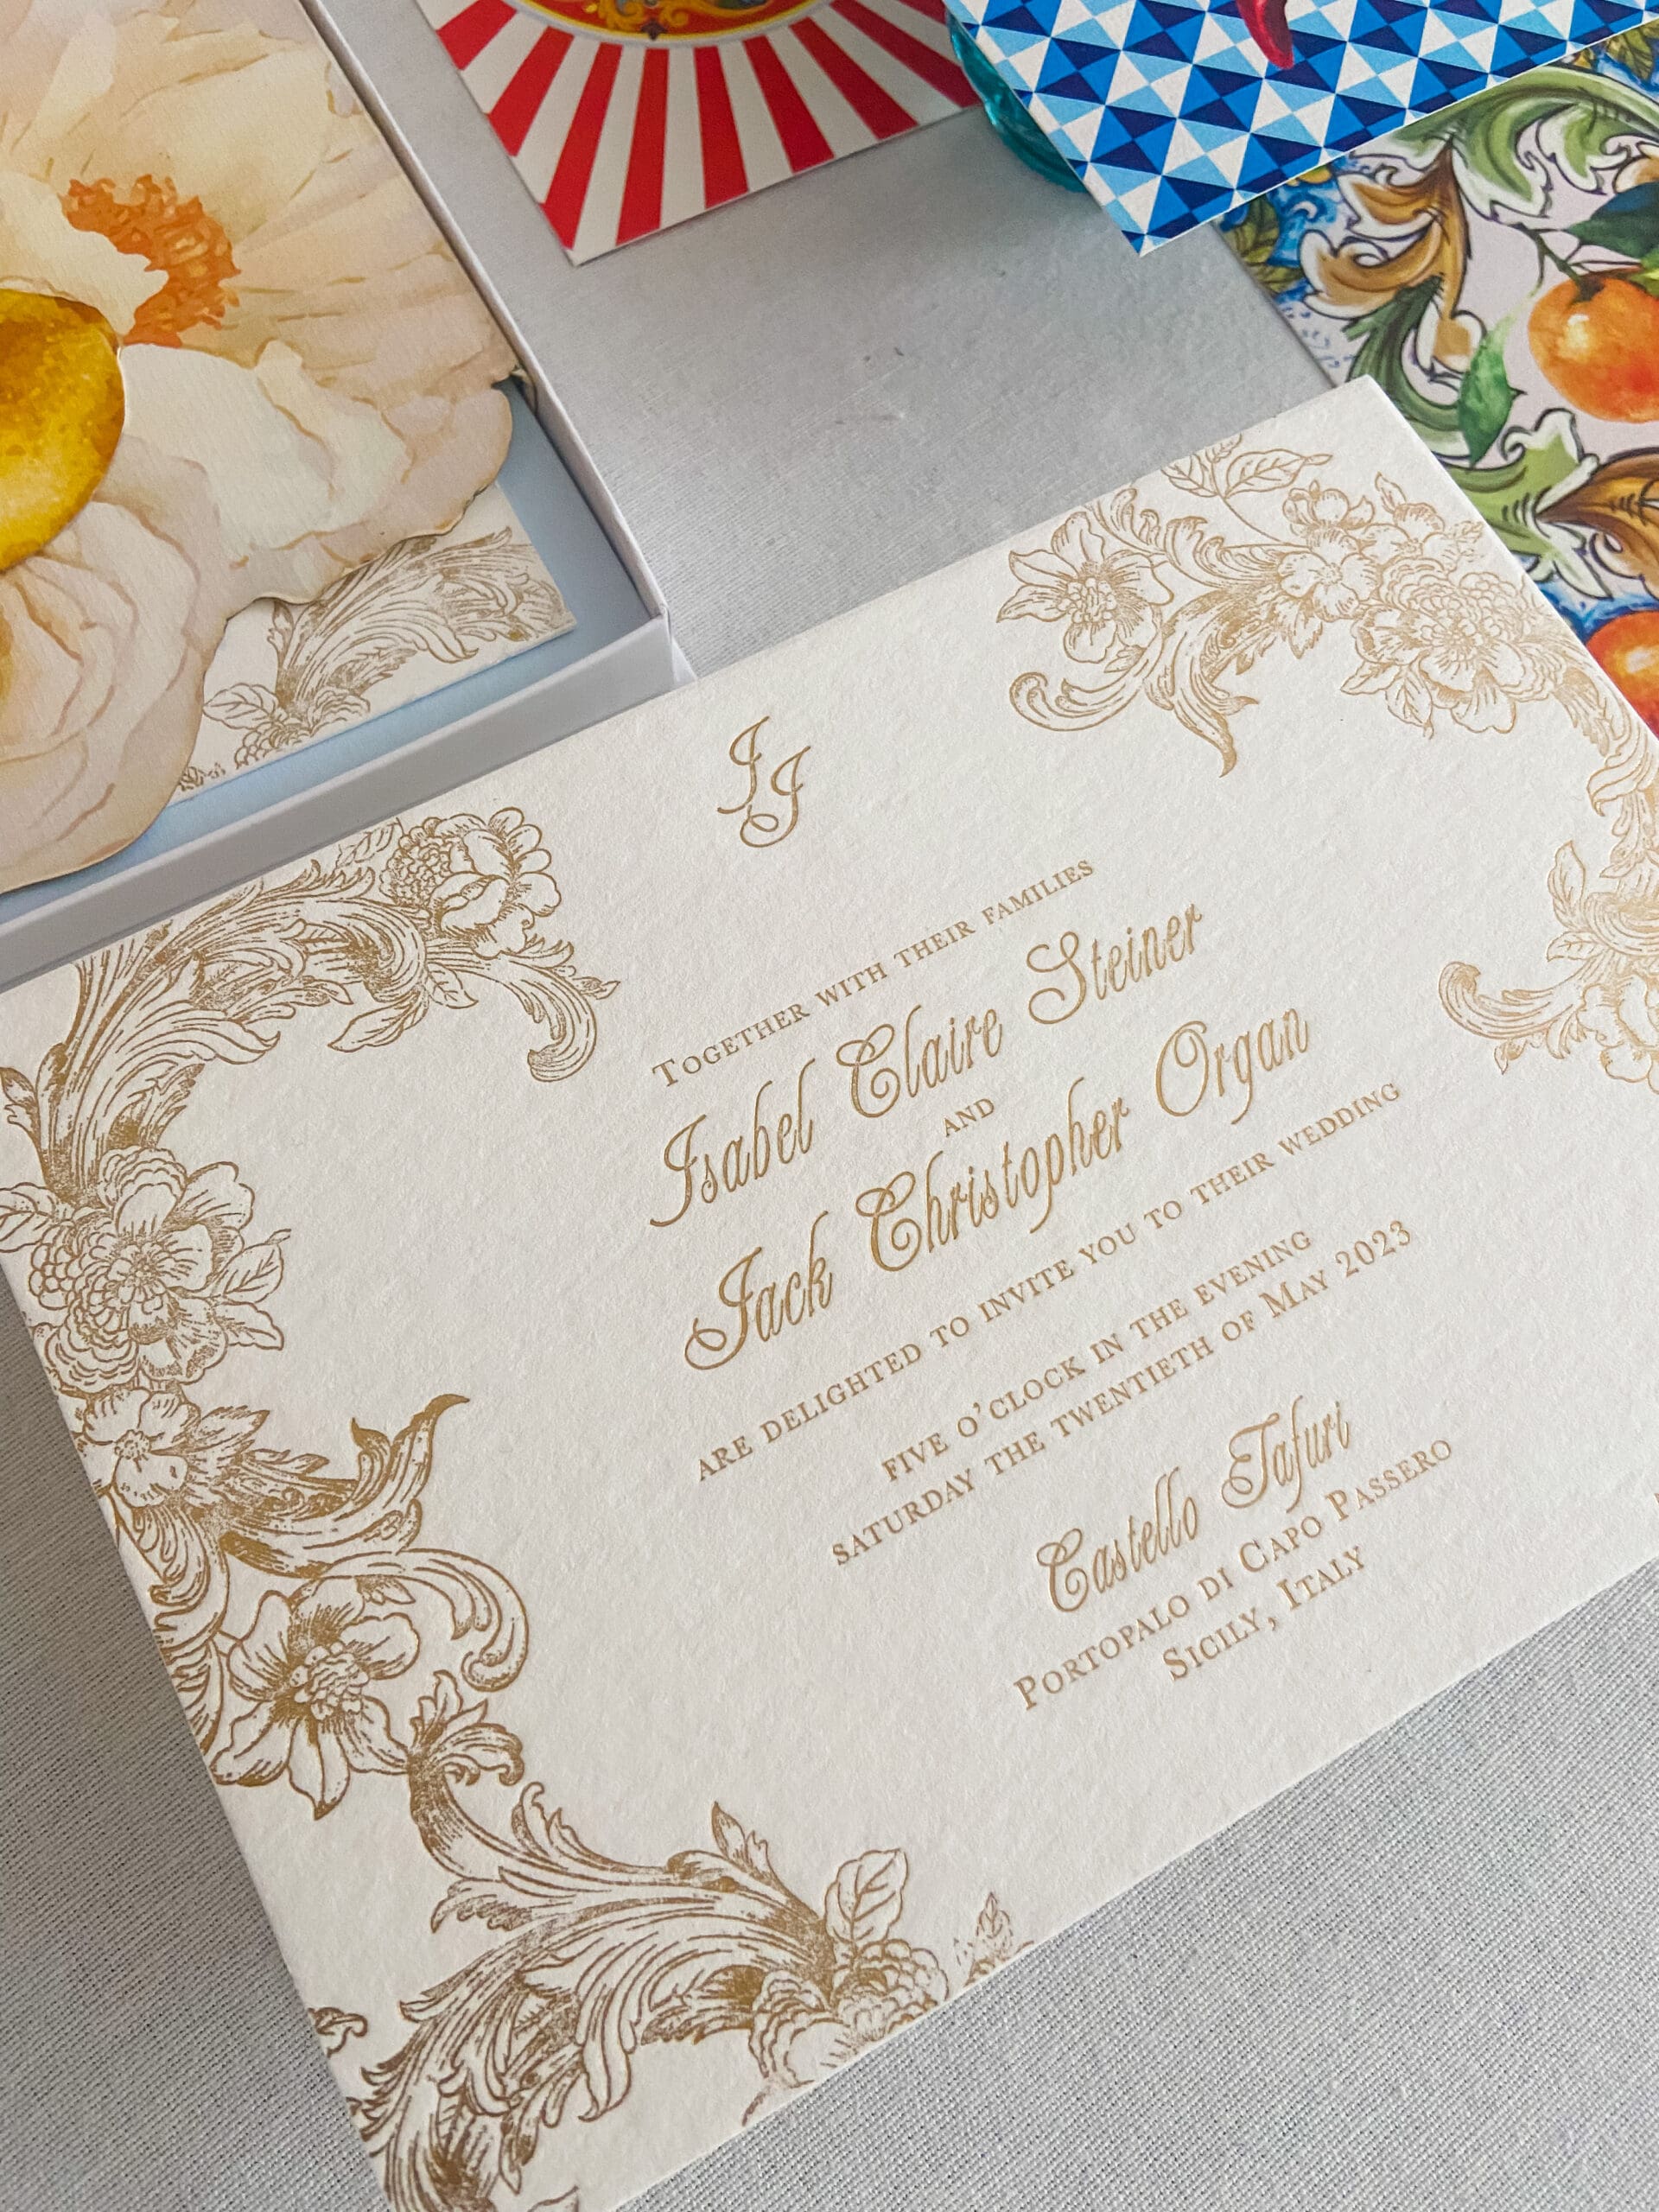 I J
Together with their families
Isabel Claire Steiner
and
Jack Christopher Organ
are delighted to invite you to their wedding
five o'clock in the evening
Saturday the twentieth of May 2023
Castello Tafuri
Portopalo di Capo Passero
Sicily, Italy